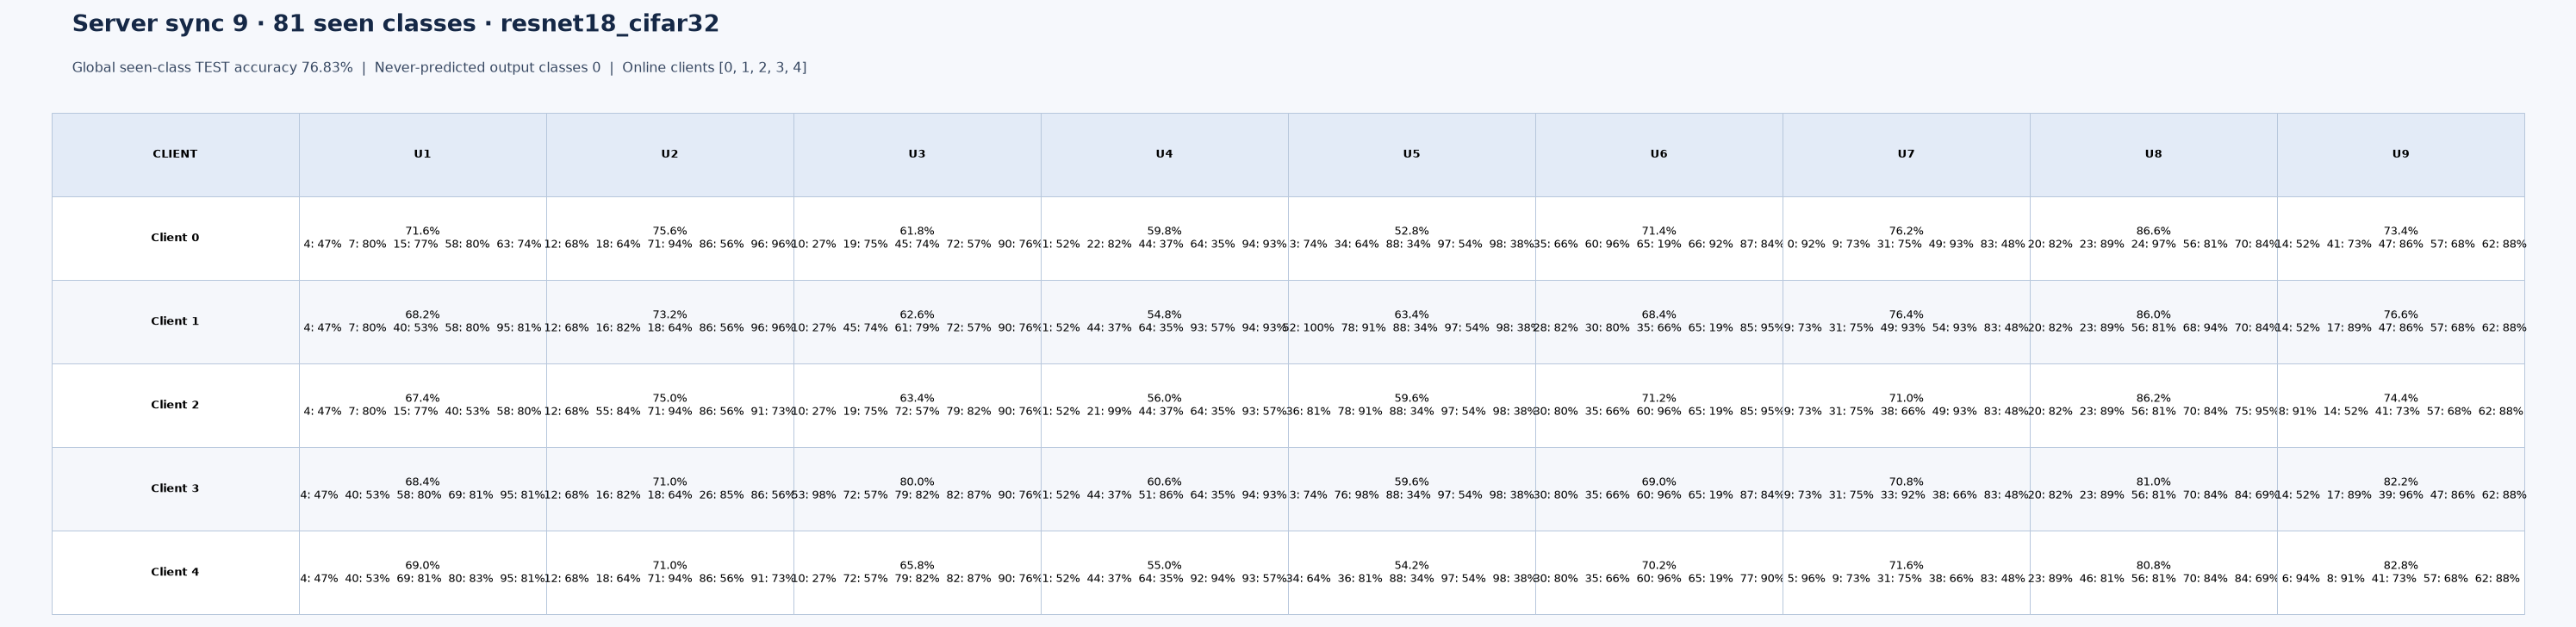 Server sync 9 · 81 seen classes · resnet18_cifar32
Global seen-class TEST accuracy 76.83% | Never-predicted output classes 0 | Online clients [0, 1, 2, 3, 4]
CLIENT U1 U2 U3 U4 U5 U6 U7 U8 U9
71.6% 75.6% 61.8% 59.8% 52.8% 71.4% 76.2% 86.6% 73.4%
Client 0 4: 47% 7: 80% 15: 77% 58: 80% 63: 74% 12: 68% 18: 64% 71: 94% 86: 56% 96: 96% 10: 27% 19: 75% 45: 74% 72: 57% 90: 76% 1: 52% 22: 82% 44: 37% 64: 35% 94: 93% 3: 74% 34: 64% 88: 34% 97: 54% 98: 38% 35: 66% 60: 96% 65: 19% 66: 92% 87: 84% 0: 92% 9: 73% 31: 75% 49: 93% 83: 48% 20: 82% 23: 89% 24: 97% 56: 81% 70: 84% 14: 52% 41: 73% 47: 86% 57: 68% 62: 88%
68.2% 73.2% 62.6% 54.8% 63.4% 68.4% 76.4% 86.0% 76.6%
Client 1 4: 47% 7: 80% 40: 53% 58: 80% 95: 81% 12: 68% 16: 82% 18: 64% 86: 56% 96: 96% 10: 27% 45: 74% 61: 79% 72: 57% 90: 76% 1: 52% 44: 37% 64: 35% 93: 57% 94: 93% 52: 100% 78: 91% 88: 34% 97: 54% 98: 38% 28: 82% 30: 80% 35: 66% 65: 19% 85: 95% 9: 73% 31: 75% 49: 93% 54: 93% 83: 48% 20: 82% 23: 89% 56: 81% 68: 94% 70: 84% 14: 52% 17: 89% 47: 86% 57: 68% 62: 88%
67.4% 75.0% 63.4% 56.0% 59.6% 71.2% 71.0% 86.2% 74.4%
Client 2 4: 47% 7: 80% 15: 77% 40: 53% 58: 80% 12: 68% 55: 84% 71: 94% 86: 56% 91: 73% 10: 27% 19: 75% 72: 57% 79: 82% 90: 76% 1: 52% 21: 99% 44: 37% 64: 35% 93: 57% 36: 81% 78: 91% 88: 34% 97: 54% 98: 38% 30: 80% 35: 66% 60: 96% 65: 19% 85: 95% 9: 73% 31: 75% 38: 66% 49: 93% 83: 48% 20: 82% 23: 89% 56: 81% 70: 84% 75: 95% 8: 91% 14: 52% 41: 73% 57: 68% 62: 88%
68.4% 71.0% 80.0% 60.6% 59.6% 69.0% 70.8% 81.0% 82.2%
Client 3 4: 47% 40: 53% 58: 80% 69: 81% 95: 81% 12: 68% 16: 82% 18: 64% 26: 85% 86: 56% 53: 98% 72: 57% 79: 82% 82: 87% 90: 76% 1: 52% 44: 37% 51: 86% 64: 35% 94: 93% 3: 74% 76: 98% 88: 34% 97: 54% 98: 38% 30: 80% 35: 66% 60: 96% 65: 19% 87: 84% 9: 73% 31: 75% 33: 92% 38: 66% 83: 48% 20: 82% 23: 89% 56: 81% 70: 84% 84: 69% 14: 52% 17: 89% 39: 96% 47: 86% 62: 88%
69.0% 71.0% 65.8% 55.0% 54.2% 70.2% 71.6% 80.8% 82.8%
Client 4 4: 47% 40: 53% 69: 81% 80: 83% 95: 81% 12: 68% 18: 64% 71: 94% 86: 56% 91: 73% 10: 27% 72: 57% 79: 82% 82: 87% 90: 76% 1: 52% 44: 37% 64: 35% 92: 94% 93: 57% 34: 64% 36: 81% 88: 34% 97: 54% 98: 38% 30: 80% 35: 66% 60: 96% 65: 19% 77: 90% 5: 96% 9: 73% 31: 75% 38: 66% 83: 48% 23: 89% 46: 81% 56: 81% 70: 84% 84: 69% 6: 94% 8: 91% 41: 73% 57: 68% 62: 88%